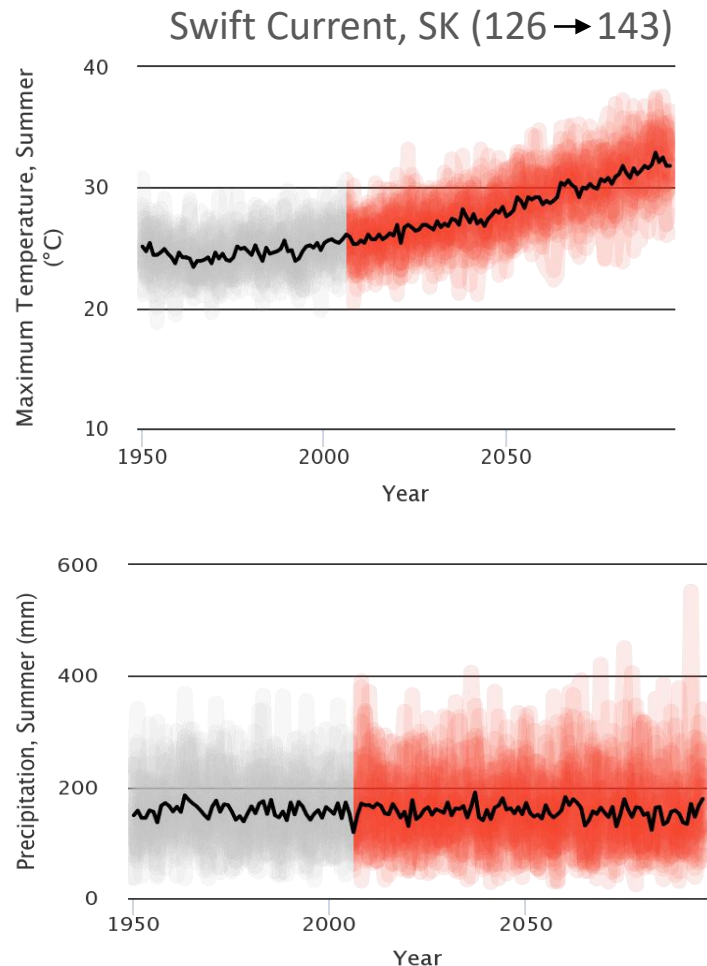 Swift Current, SK (126 → 143)
Maximum Temperature, Summer
(°C)
40
30
20
10
1950
2000
2050
Year
Precipitation, Summer (mm)
600
400
200
0
1950
2000
2050
Year